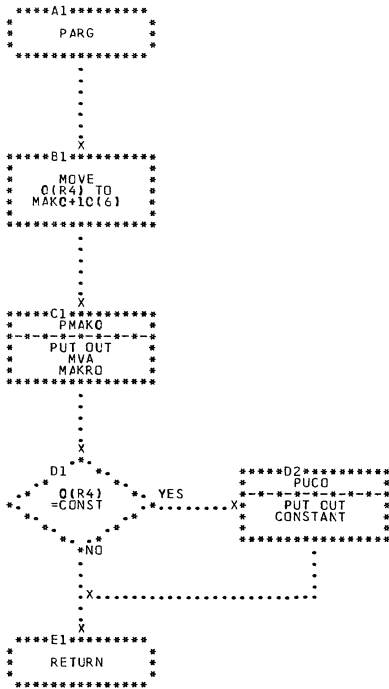 A1
PARG
B1
MOVE
0(R4) TO
MAKO+10(6)
C1
PMAKO
PUT OUT
MVA
MAKRO
D1
0(R4)
=CONST
YES
D2
PUCO
PUT OUT
CONSTANT
NO
E1
RETURN